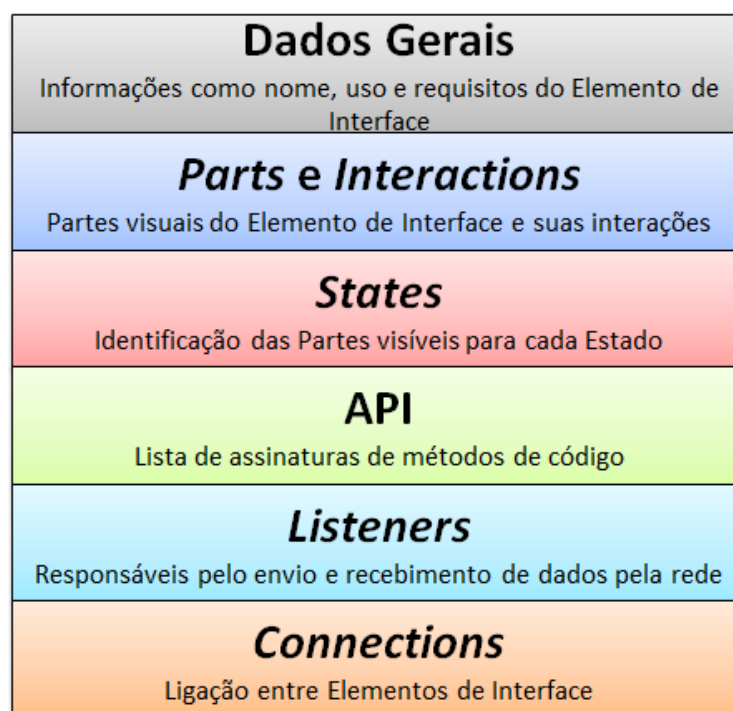 Dados Gerais
Informações como nome, uso e requisitos do Elemento de
Interface
Parts e Interactions
Partes visuais do Elemento de Interface e suas interações
States
Identificação das Partes visíveis para cada Estado
API
Lista de assinaturas de métodos de código
Listeners
Responsáveis pelo envio e recebimento de dados pela rede
Connections
Ligação entre Elementos de Interface